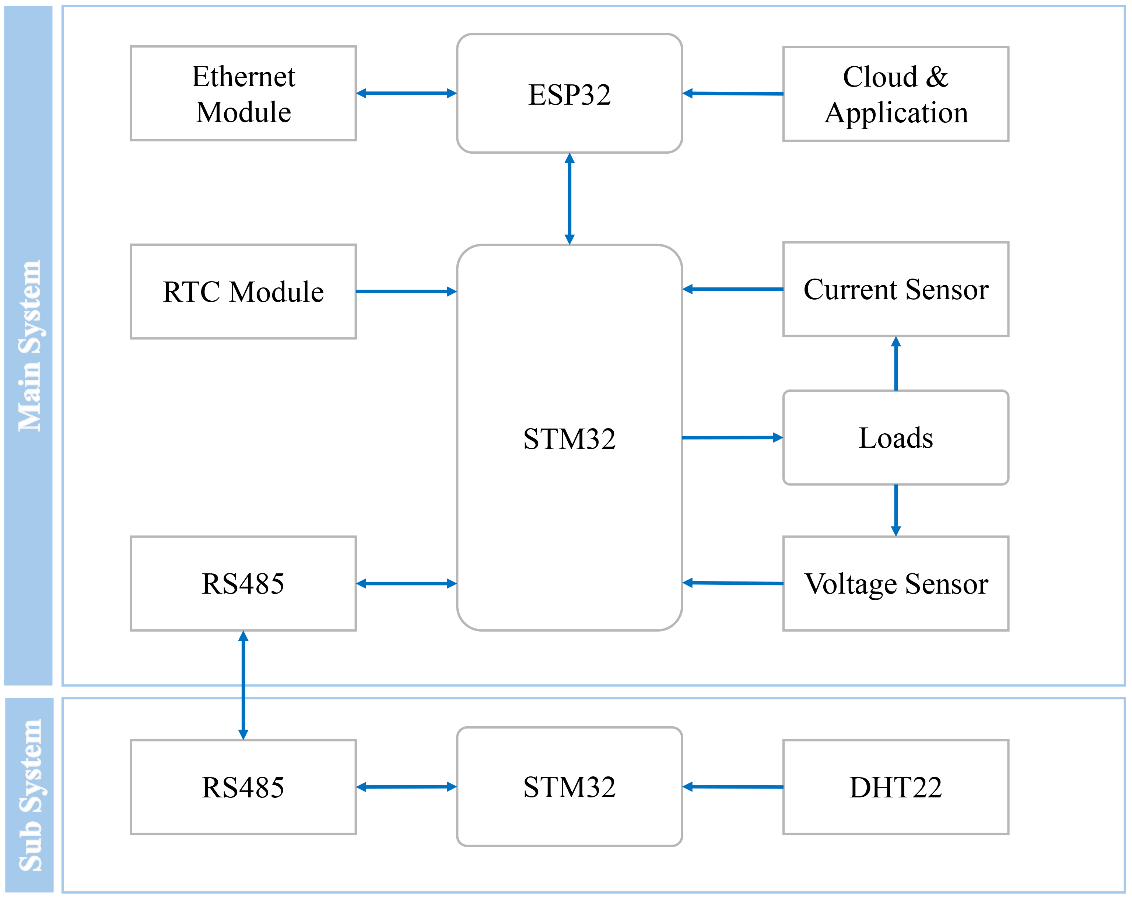 Main System
Ethernet
Module
ESP32
Cloud &
Application
RTC Module
STM32
Current Sensor
Loads
RS485
Voltage Sensor
Sub System
RS485
STM32
DHT22